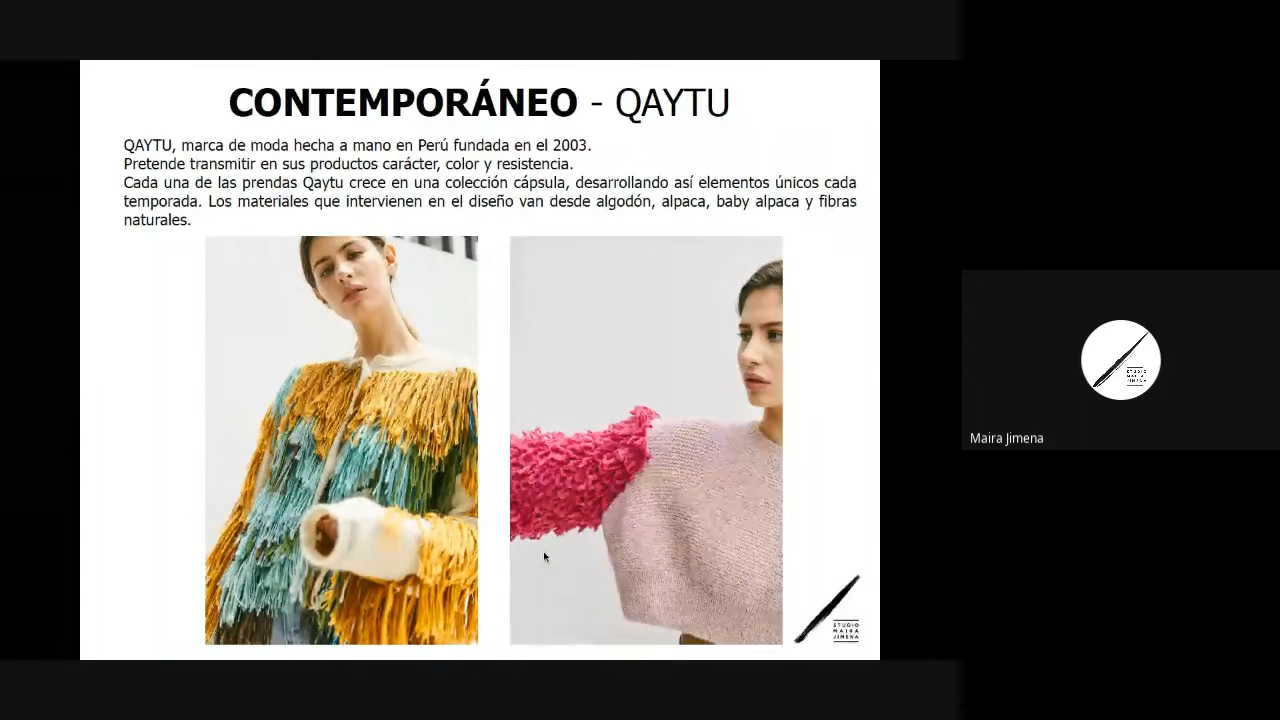 CONTEMPORÁNEO - QAYTU
QAYTU, marca de moda hecha a mano en Perú fundada en el 2003.
Pretende transmitir en sus productos carácter, color y resistencia.
Cada una de las prendas Qaytu crece en una colección cápsula, desarrollando así elementos únicos cada
temporada. Los materiales que intervienen en el diseño van desde algodón, alpaca, baby alpaca y fibras
naturales.
STUDIO
MAIRA
JIMENA
STUDIO
MAIRA
JIMENA
Maira Jimena